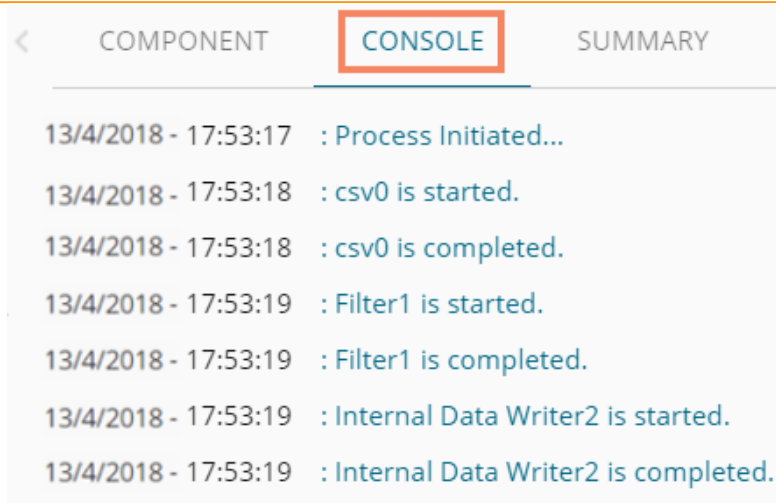 COMPONENT CONSOLE SUMMARY
13/4/2018 - 17:53:17 : Process Initiated...
13/4/2018 - 17:53:18 : csv0 is started.
13/4/2018 - 17:53:18 : csv0 is completed.
13/4/2018 - 17:53:19 : Filter1 is started.
13/4/2018 - 17:53:19 : Filter1 is completed.
13/4/2018 - 17:53:19 : Internal Data Writer2 is started.
13/4/2018 - 17:53:19 : Internal Data Writer2 is completed.